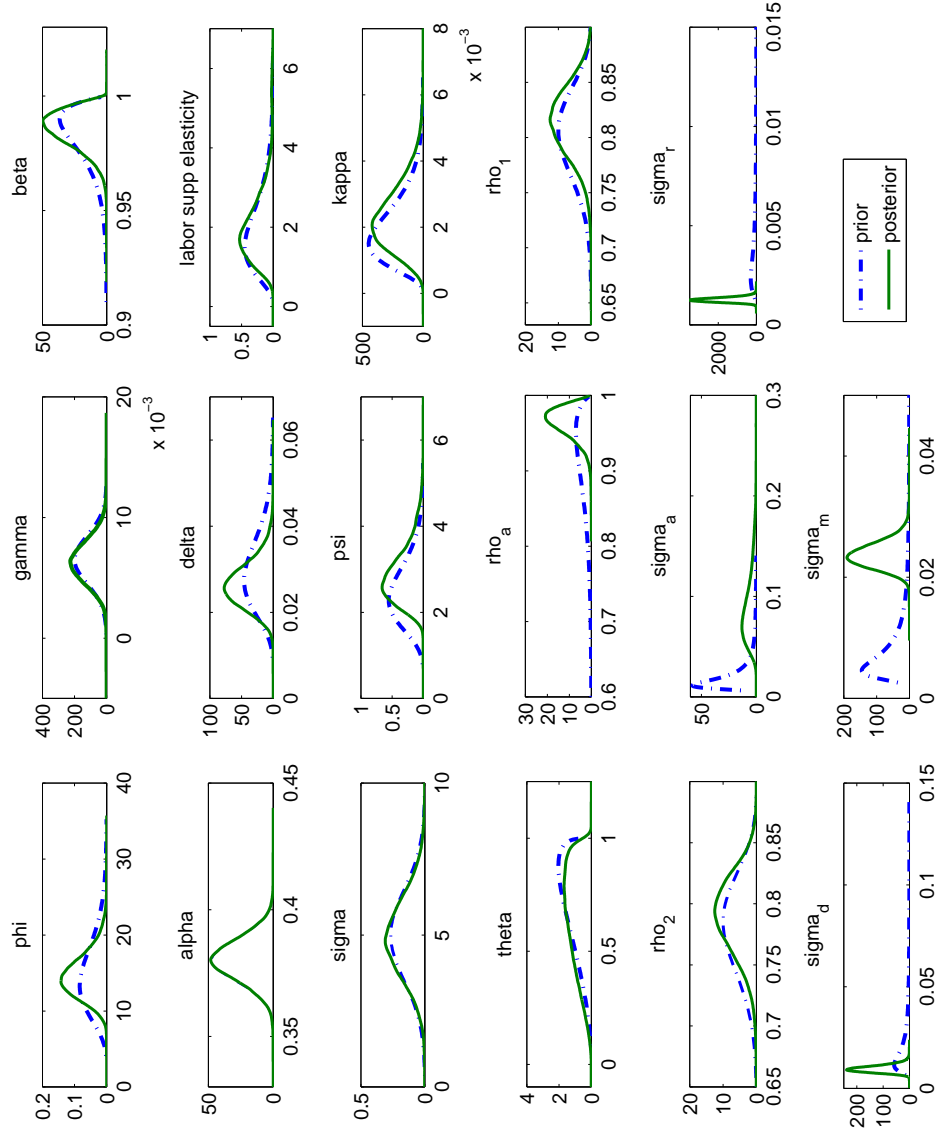 phi
0.2
0.1
0
0 10 20 30 40
gamma
400
200
0
0 10 20
x 10⁻³
beta
50
0
0.9 0.95 1
alpha
50
0
0.35 0.4 0.45
delta
100
50
0
0 0.02 0.04 0.06
labor supp elasticity
1
0.5
0
0 2 4 6
sigma
0.5
0
0 5 10
psi
1
0.5
0
0 2 4 6
kappa
500
0
0 2 4 6 8
x 10⁻³
theta
4
2
0
0 0.5 1
rho_a
30
20
10
0
0.6 0.7 0.8 0.9 1
rho_1
20
10
0
0.65 0.7 0.75 0.8 0.85
rho_2
20
10
0
0.65 0.7 0.75 0.8 0.85
sigma_a
50
0
0 0.1 0.2 0.3
sigma_r
2000
0
0 0.005 0.01 0.015
sigma_d
200
100
0
0 0.05 0.1 0.15
sigma_m
200
100
0
0 0.02 0.04
prior
posterior